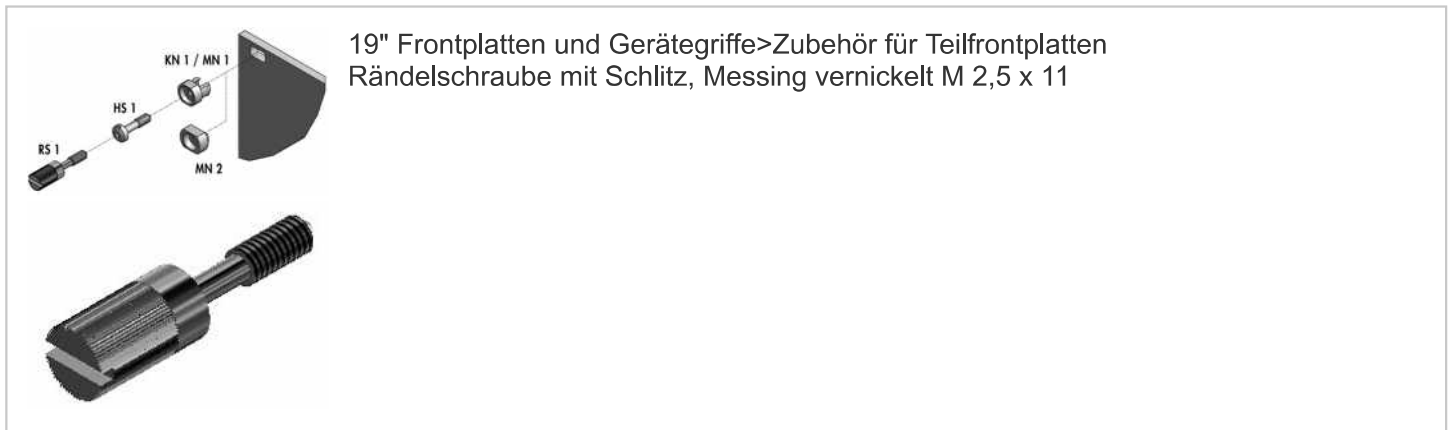 19" Frontplatten und Gerätegriffe>Zubehör für Teilfrontplatten
Rändelschraube mit Schlitz, Messing vernickelt M 2,5 x 11
KN 1 / MN 1
HS 1
RS 1
MN 2